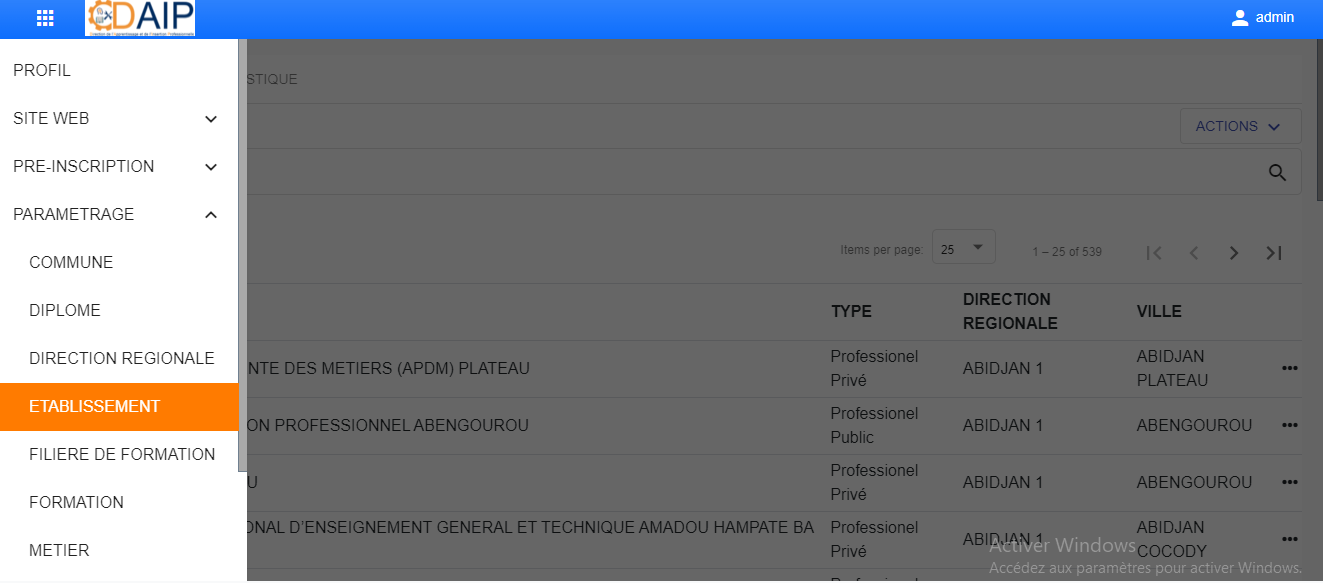 DAIP
admin
PROFIL
SITE WEB
PRE-INSCRIPTION
PARAMETRAGE
COMMUNE
DIPLOME
DIRECTION REGIONALE
ETABLISSEMENT
FILIERE DE FORMATION
FORMATION
METIER
STIQUE
ACTIONS
Items per page: 25 1 – 25 of 539
TYPE DIRECTION REGIONALE VILLE
NTE DES METIERS (APDM) PLATEAU
Professionel
Privé
ABIDJAN 1
ABIDJAN
PLATEAU
ON PROFESSIONNEL ABENGOUROU
Professionel
Public
ABIDJAN 1
ABENGOUROU
U
Professionel
Privé
ABIDJAN 1
ABENGOUROU
ONAL D'ENSEIGNEMENT GENERAL ET TECHNIQUE AMADOU HAMPATE BA
Professionel
Privé
ABIDJAN 1
ABIDJAN
COCODY
Activer Windows
Accédez aux paramètres pour activer Windows.